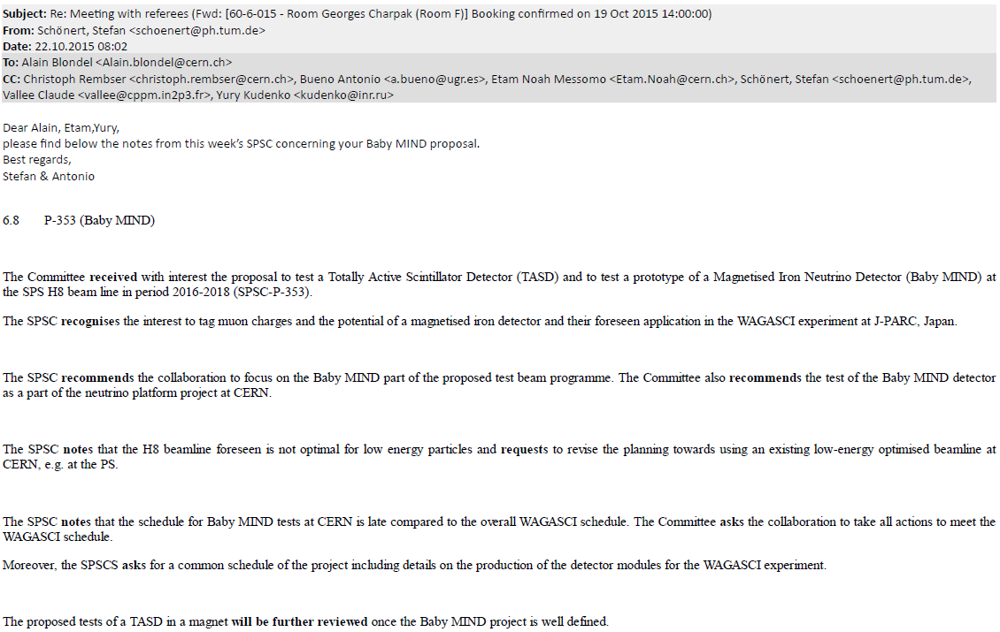 Subject: Re: Meeting with referees (Fwd: [60-6-015 - Room Georges Charpak (Room F)] Booking confirmed on 19 Oct 2015 14:00:00)
From: Schönert, Stefan <schoenert@ph.tum.de>
Date: 22.10.2015 08:02
To: Alain Blondel <Alain.blondel@cern.ch>
CC: Christoph Rembser <christoph.rembser@cern.ch>, Bueno Antonio <a.bueno@ugr.es>, Etam Noah Messomo <Etam.Noah@cern.ch>, Schönert, Stefan <schoenert@ph.tum.de>,
Vallee Claude <vallee@cppm.in2p3.fr>, Yury Kudenko <kudenko@inr.ru>
Dear Alain, Etam,Yury,
please find below the notes from this week's SPSC concerning your Baby MIND proposal.
Best regards,
Stefan & Antonio
6.8 P-353 (Baby MIND)
The Committee received with interest the proposal to test a Totally Active Scintillator Detector (TASD) and to test a prototype of a Magnetised Iron Neutrino Detector (Baby MIND) at
the SPS H8 beam line in period 2016-2018 (SPSC-P-353).
The SPSC recognises the interest to tag muon charges and the potential of a magnetised iron detector and their foreseen application in the WAGASCI experiment at J-PARC, Japan.
The SPSC recommends the collaboration to focus on the Baby MIND part of the proposed test beam programme. The Committee also recommends the test of the Baby MIND detector
as a part of the neutrino platform project at CERN.
The SPSC notes that the H8 beamline foreseen is not optimal for low energy particles and requests to revise the planning towards using an existing low-energy optimised beamline at
CERN, e.g. at the PS.
The SPSC notes that the schedule for Baby MIND tests at CERN is late compared to the overall WAGASCI schedule. The Committee asks the collaboration to take all actions to meet the
WAGASCI schedule.
Moreover, the SPSCS asks for a common schedule of the project including details on the production of the detector modules for the WAGASCI experiment.
The proposed tests of a TASD in a magnet will be further reviewed once the Baby MIND project is well defined.